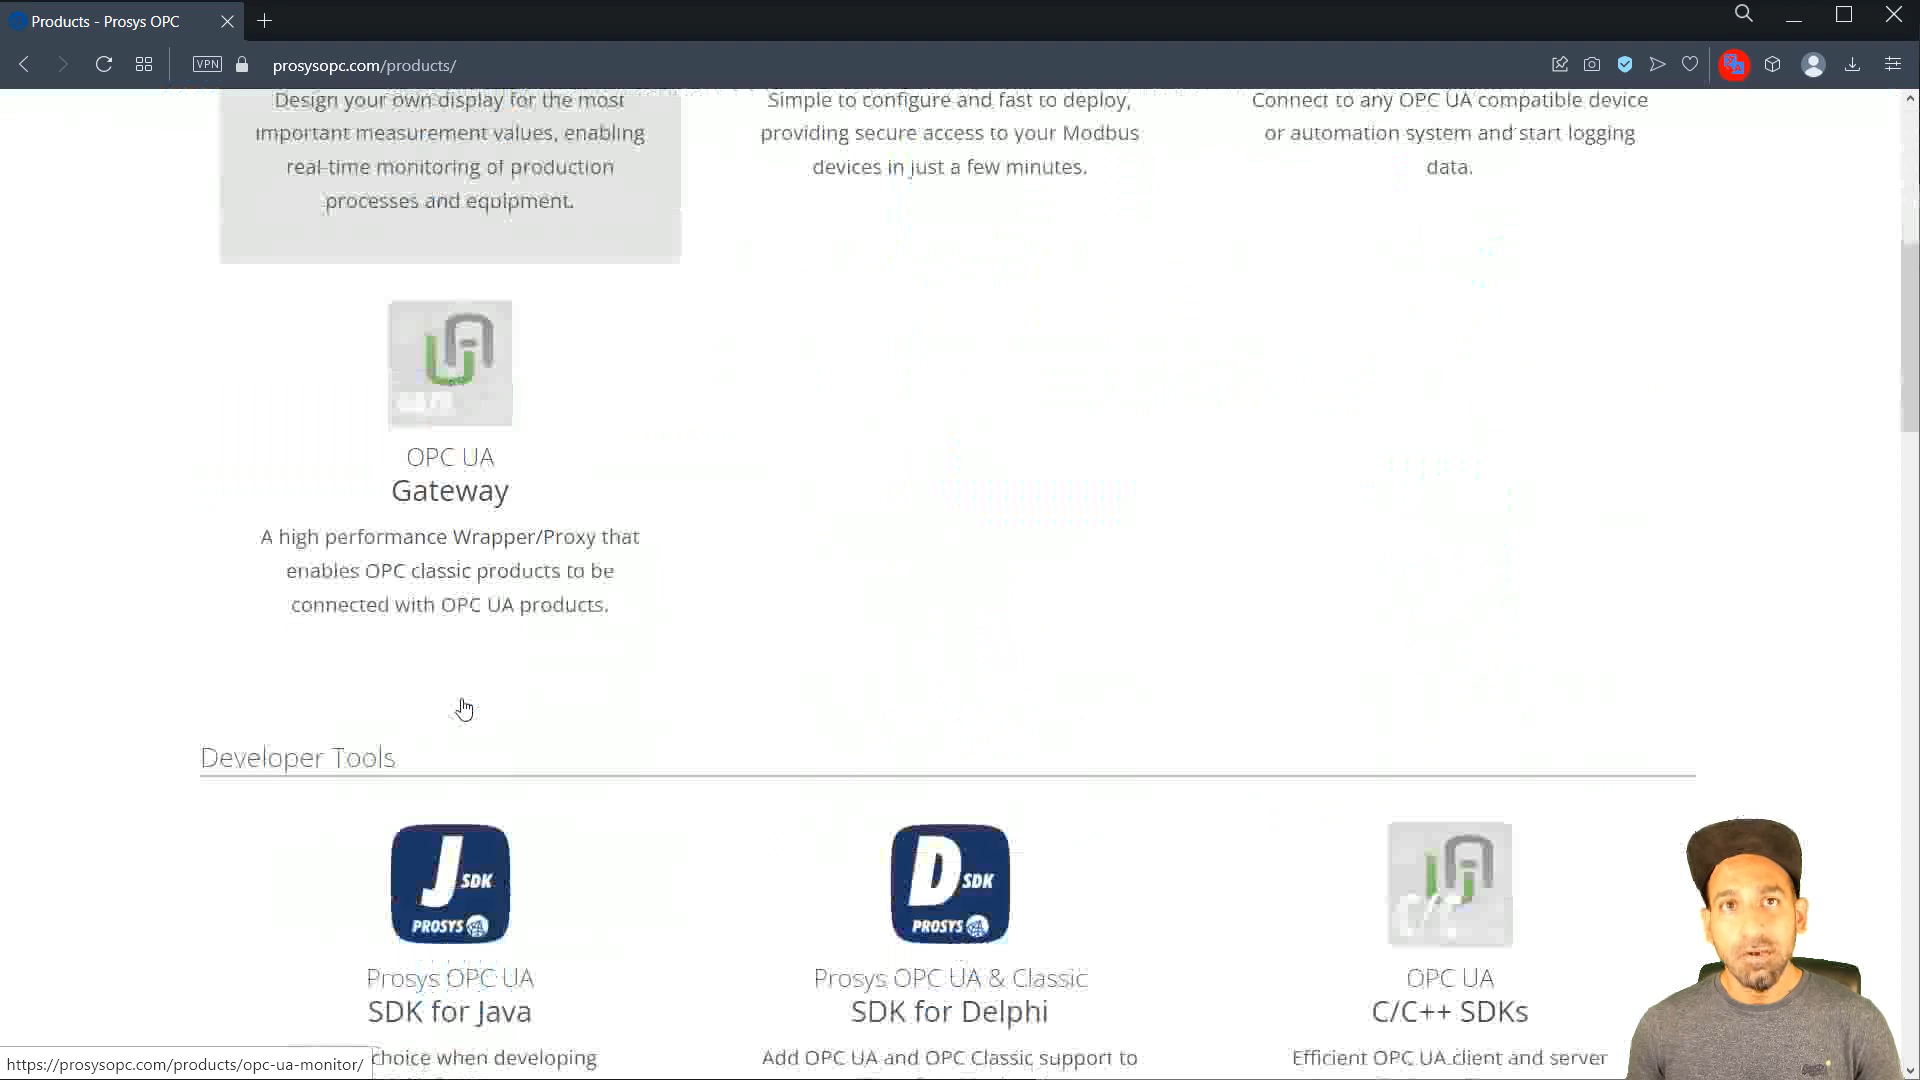 Products - Prosys OPC
VPN
prosysopc.com/products/
Design your own display for the most
important measurement values, enabling
real-time monitoring of production
processes and equipment.
Simple to configure and fast to deploy,
providing secure access to your Modbus
devices in just a few minutes.
Connect to any OPC UA compatible device
or automation system and start logging
data.
UA
OPC UA
Gateway
A high performance Wrapper/Proxy that
enables OPC classic products to be
connected with OPC UA products.
Developer Tools
J SDK
PROSYS
Prosys OPC UA
SDK for Java
choice when developing
D SDK
PROSYS
Prosys OPC UA & Classic
SDK for Delphi
Add OPC UA and OPC Classic support to
UA
OPC UA
C/C++ SDKs
Efficient OPC UA client and server
https://prosysopc.com/products/opc-ua-monitor/